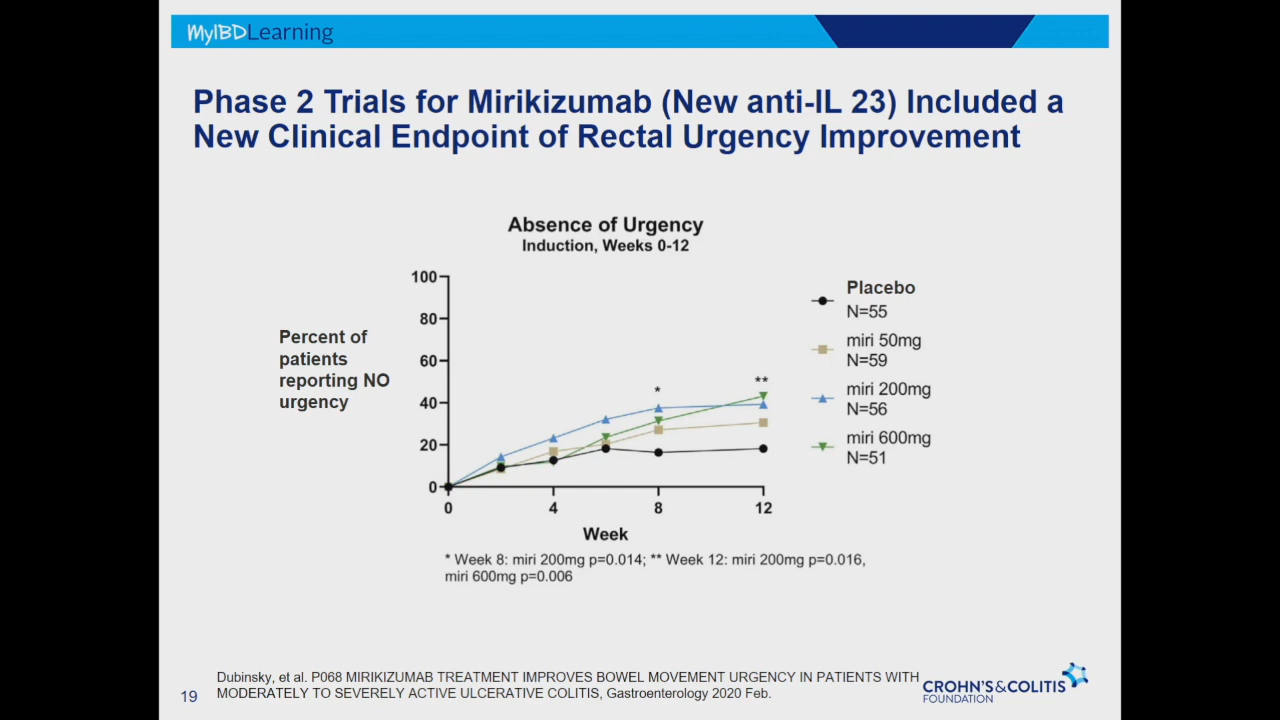 MyIBDLearning
Phase 2 Trials for Mirikizumab (New anti-IL 23) Included a
New Clinical Endpoint of Rectal Urgency Improvement
Absence of Urgency
Induction, Weeks 0-12
Percent of
patients
reporting NO
urgency
100
80
60
40
20
0
* **
0 4 8 12
Week
Placebo
N=55
miri 50mg
N=59
miri 200mg
N=56
miri 600mg
N=51
* Week 8: miri 200mg p=0.014; ** Week 12: miri 200mg p=0.016,
miri 600mg p=0.006
Dubinsky, et al. P068 MIRIKIZUMAB TREATMENT IMPROVES BOWEL MOVEMENT URGENCY IN PATIENTS WITH
MODERATELY TO SEVERELY ACTIVE ULCERATIVE COLITIS, Gastroenterology 2020 Feb.
19
CROHN'S&COLITIS
FOUNDATION